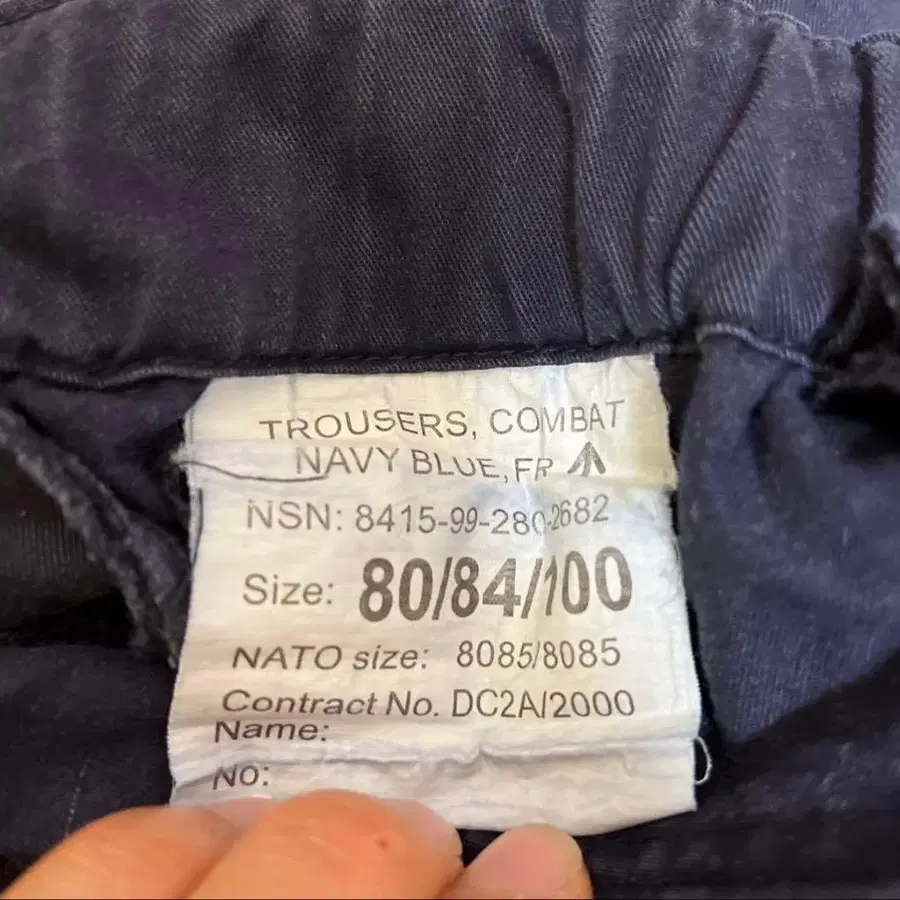 TROUSERS, COMBAT
NAVY BLUE, FR
NSN: 8415-99-280-2682
Size: 80/84/100
NATO size: 8085/8085
Contract No. DC2A/2000
Name:
No: